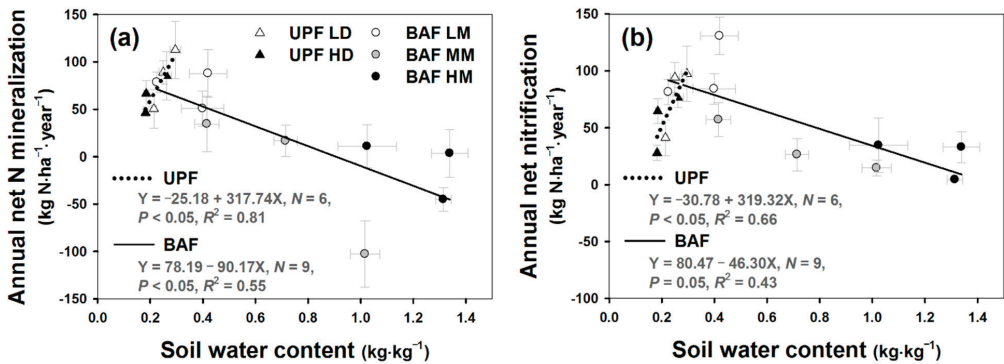 (a)
UPF LD
UPF HD
BAF LM
BAF MM
BAF HM
Annual net N mineralization
(kg N·ha⁻¹·year⁻¹)
150
100
50
0
-50
-100
-150
UPF
Y = −25.18 + 317.74X, N = 6,
P < 0.05, R² = 0.81
BAF
Y = 78.19 − 90.17X, N = 9,
P < 0.05, R² = 0.55
0.0 0.2 0.4 0.6 0.8 1.0 1.2 1.4
Soil water content (kg·kg⁻¹)
(b)
Annual net nitrification
(kg N·ha⁻¹·year⁻¹)
150
100
50
0
-50
-100
UPF
Y = −30.78 + 319.32X, N = 6,
P < 0.05, R² = 0.66
BAF
Y = 80.47 − 46.30X, N = 9,
P = 0.05, R² = 0.43
0.0 0.2 0.4 0.6 0.8 1.0 1.2 1.4
Soil water content (kg·kg⁻¹)